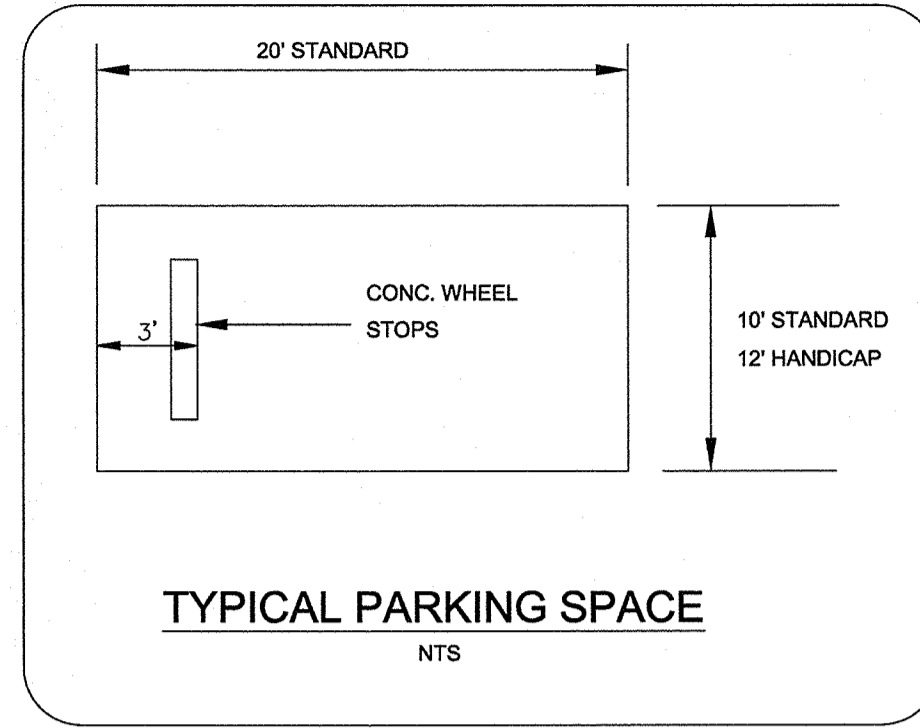 20' STANDARD
CONC. WHEEL
STOPS
3'
10' STANDARD
12' HANDICAP
TYPICAL PARKING SPACE
NTS